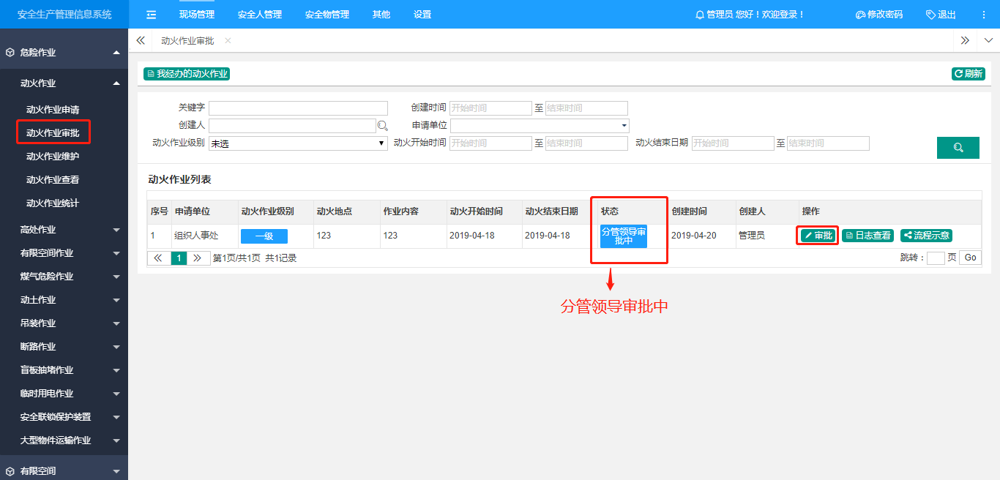 安全生产管理信息系统 现场管理 安全人管理 安全物管理 其他 设置 管理员 您好！欢迎登录！ 修改密码 退出
动火作业审批
危险作业
动火作业
动火作业申请
动火作业审批
动火作业维护
动火作业查看
动火作业统计
高处作业
有限空间作业
煤气危险作业
动土作业
吊装作业
断路作业
盲板抽堵作业
临时用电作业
安全联锁保护装置
大型物件运输作业
有限空间
我经办的动火作业 刷新
关键字 创建时间 开始时间 至 结束时间
创建人 申请单位
动火作业级别 未选 动火开始时间 开始时间 至 结束时间 动火结束日期 开始时间 至 结束时间
动火作业列表
序号 申请单位 动火作业级别 动火地点 作业内容 动火开始时间 动火结束日期 状态 创建时间 创建人 操作
1 组织人事处 一级 123 123 2019-04-18 2019-04-18 分管领导审批中 2019-04-20 管理员 审批 日志查看 流程示意
1 第1页/共1页 共1记录 跳转： 页 Go
分管领导审批中